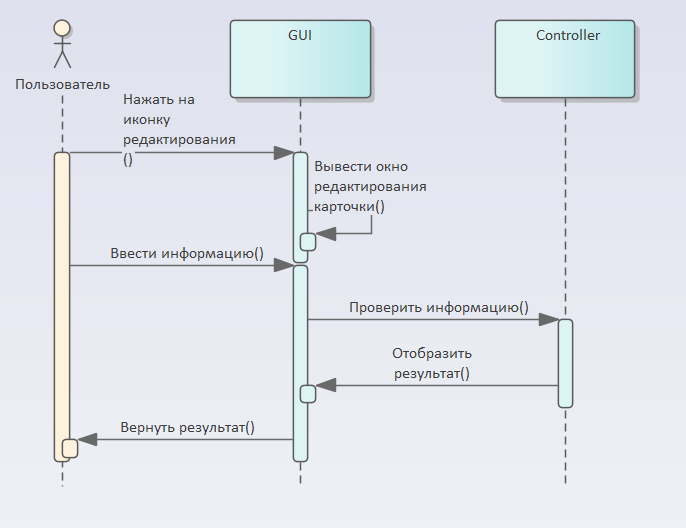 GUI
Controller
Пользователь
Нажать на
иконку
редактирования
()
Вывести окно
редактирования
карточки()
Ввести информацию()
Проверить информацию()
Отобразить
результат()
Вернуть результат()